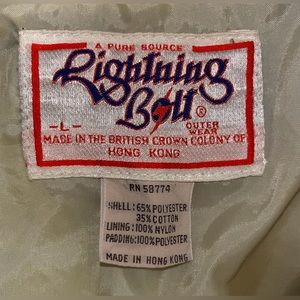 A PURE SOURCE
Lightning
Bolt®
-L-
OUTER
WEAR
MADE IN THE BRITISH CROWN COLONY OF
HONG KONG
RN 58774
SHELL: 65% POLYESTER
35% COTTON
LINING: 100% NYLON
PADDING: 100% POLYESTER
MADE IN HONG KONG